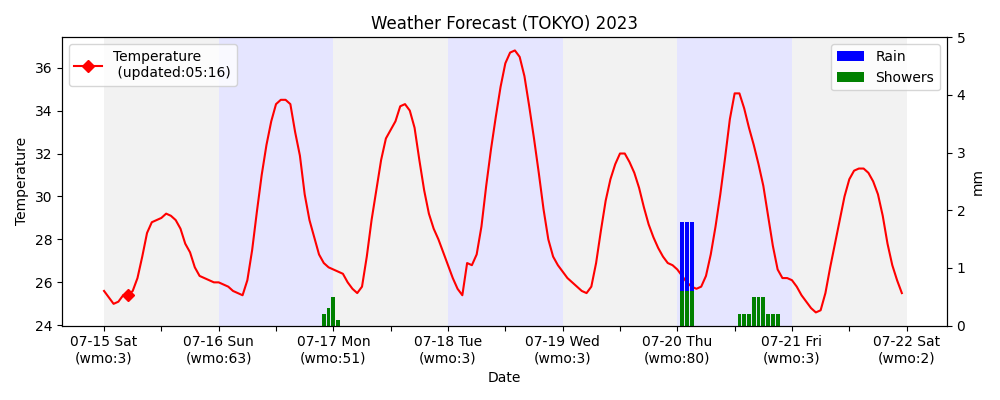 Weather Forecast (TOKYO) 2023
Temperature
(updated:05:16)
Rain
Showers
Temperature
36
34
32
30
28
26
24
5
4
3
2
1
0
mm
07-15 Sat
(wmo:3)
07-16 Sun
(wmo:63)
07-17 Mon
(wmo:51)
07-18 Tue
(wmo:3)
07-19 Wed
(wmo:3)
07-20 Thu
(wmo:80)
07-21 Fri
(wmo:3)
07-22 Sat
(wmo:2)
Date